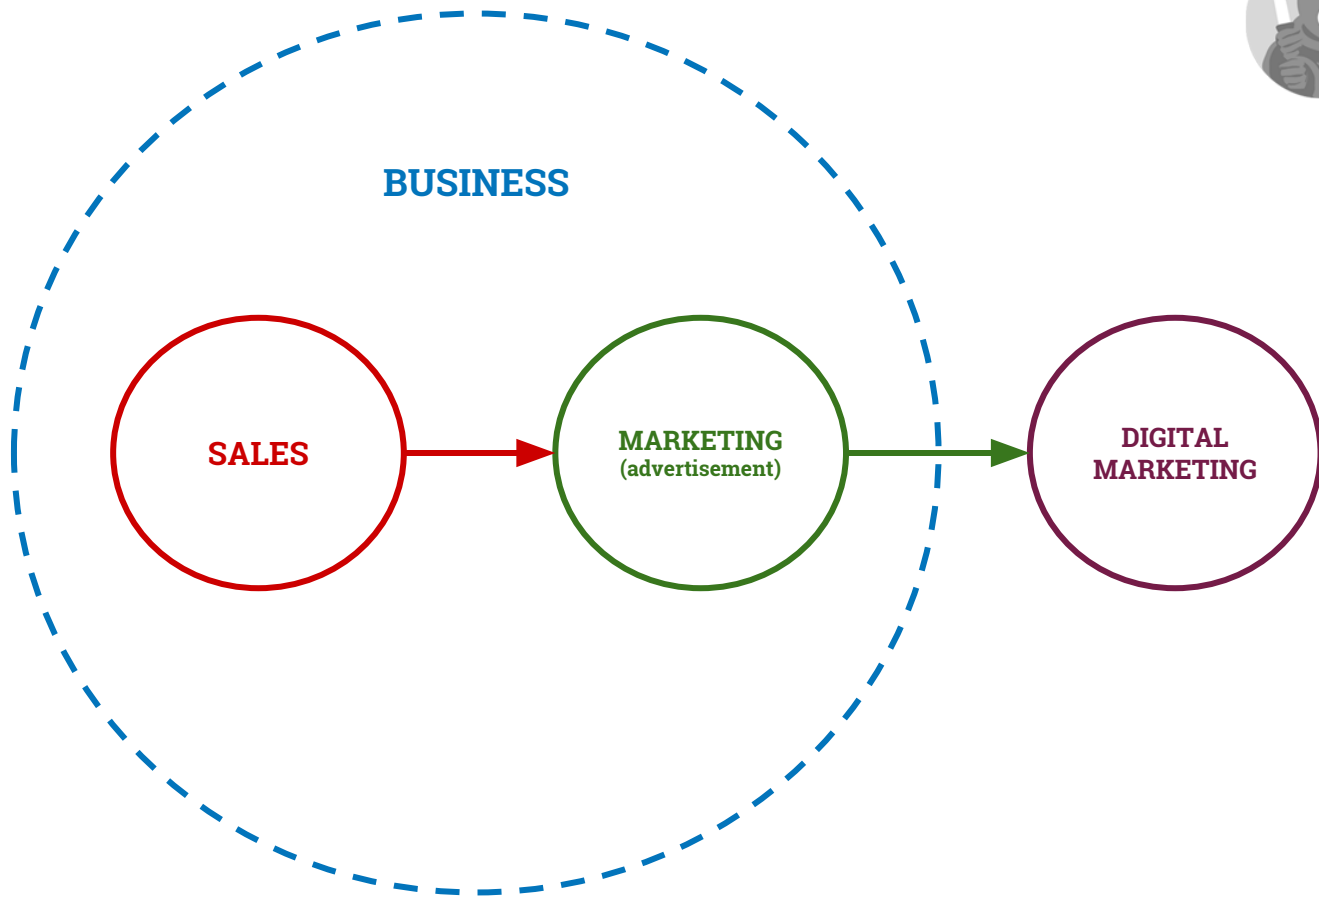 BUSINESS
SALES
MARKETING
(advertisement)
DIGITAL
MARKETING